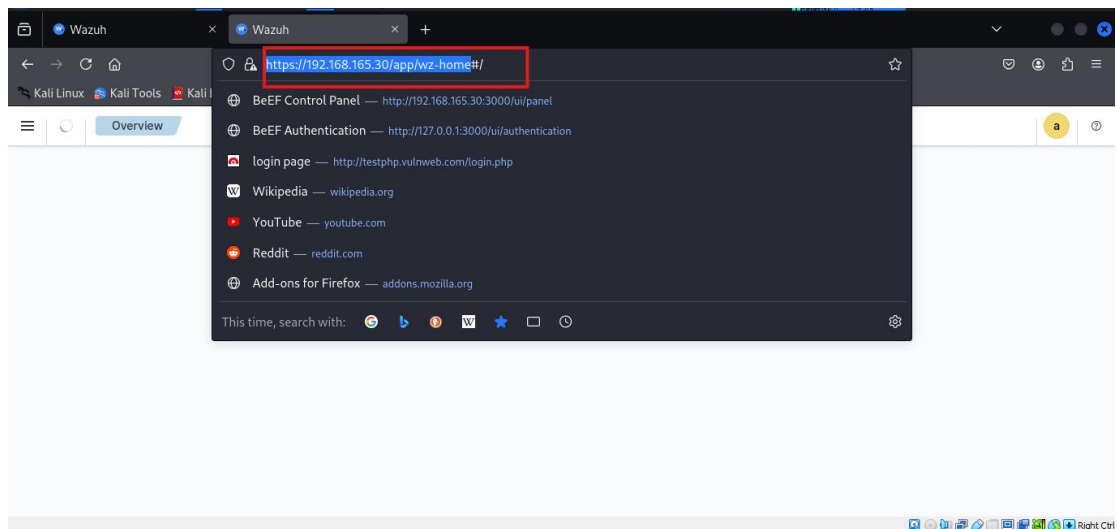 Wazuh
Wazuh
https://192.168.165.30/app/wz-home#/
Kali Linux Kali Tools Kali
BeEF Control Panel — http://192.168.165.30:3000/ui/panel
Overview
a
BeEF Authentication — http://127.0.0.1:3000/ui/authentication
login page — http://testphp.vulnweb.com/login.php
Wikipedia — wikipedia.org
YouTube — youtube.com
Reddit — reddit.com
Add-ons for Firefox — addons.mozilla.org
This time, search with:
Right Ctrl